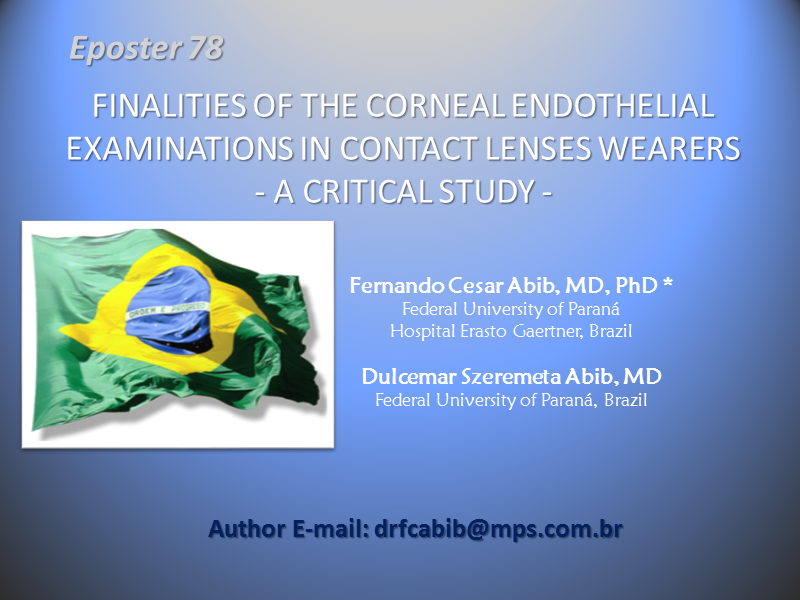 Eposter 78
FINALITIES OF THE CORNEAL ENDOTHELIAL
EXAMINATIONS IN CONTACT LENSES WEARERS
- A CRITICAL STUDY -
ORDEM E PROGRESSO
Fernando Cesar Abib, MD, PhD *
Federal University of Paraná
Hospital Erasto Gaertner, Brazil
Dulcemar Szeremeta Abib, MD
Federal University of Paraná, Brazil
Author E-mail: drfcabib@mps.com.br